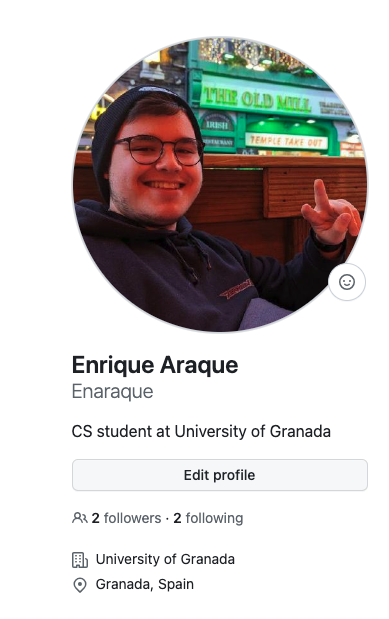 THE OLD MILL
IRISH
RESTAURANT
TEMPLE TAKE OUT
Enrique Araque
Enaraque
CS student at University of Granada
Edit profile
2 followers · 2 following
University of Granada
Granada, Spain